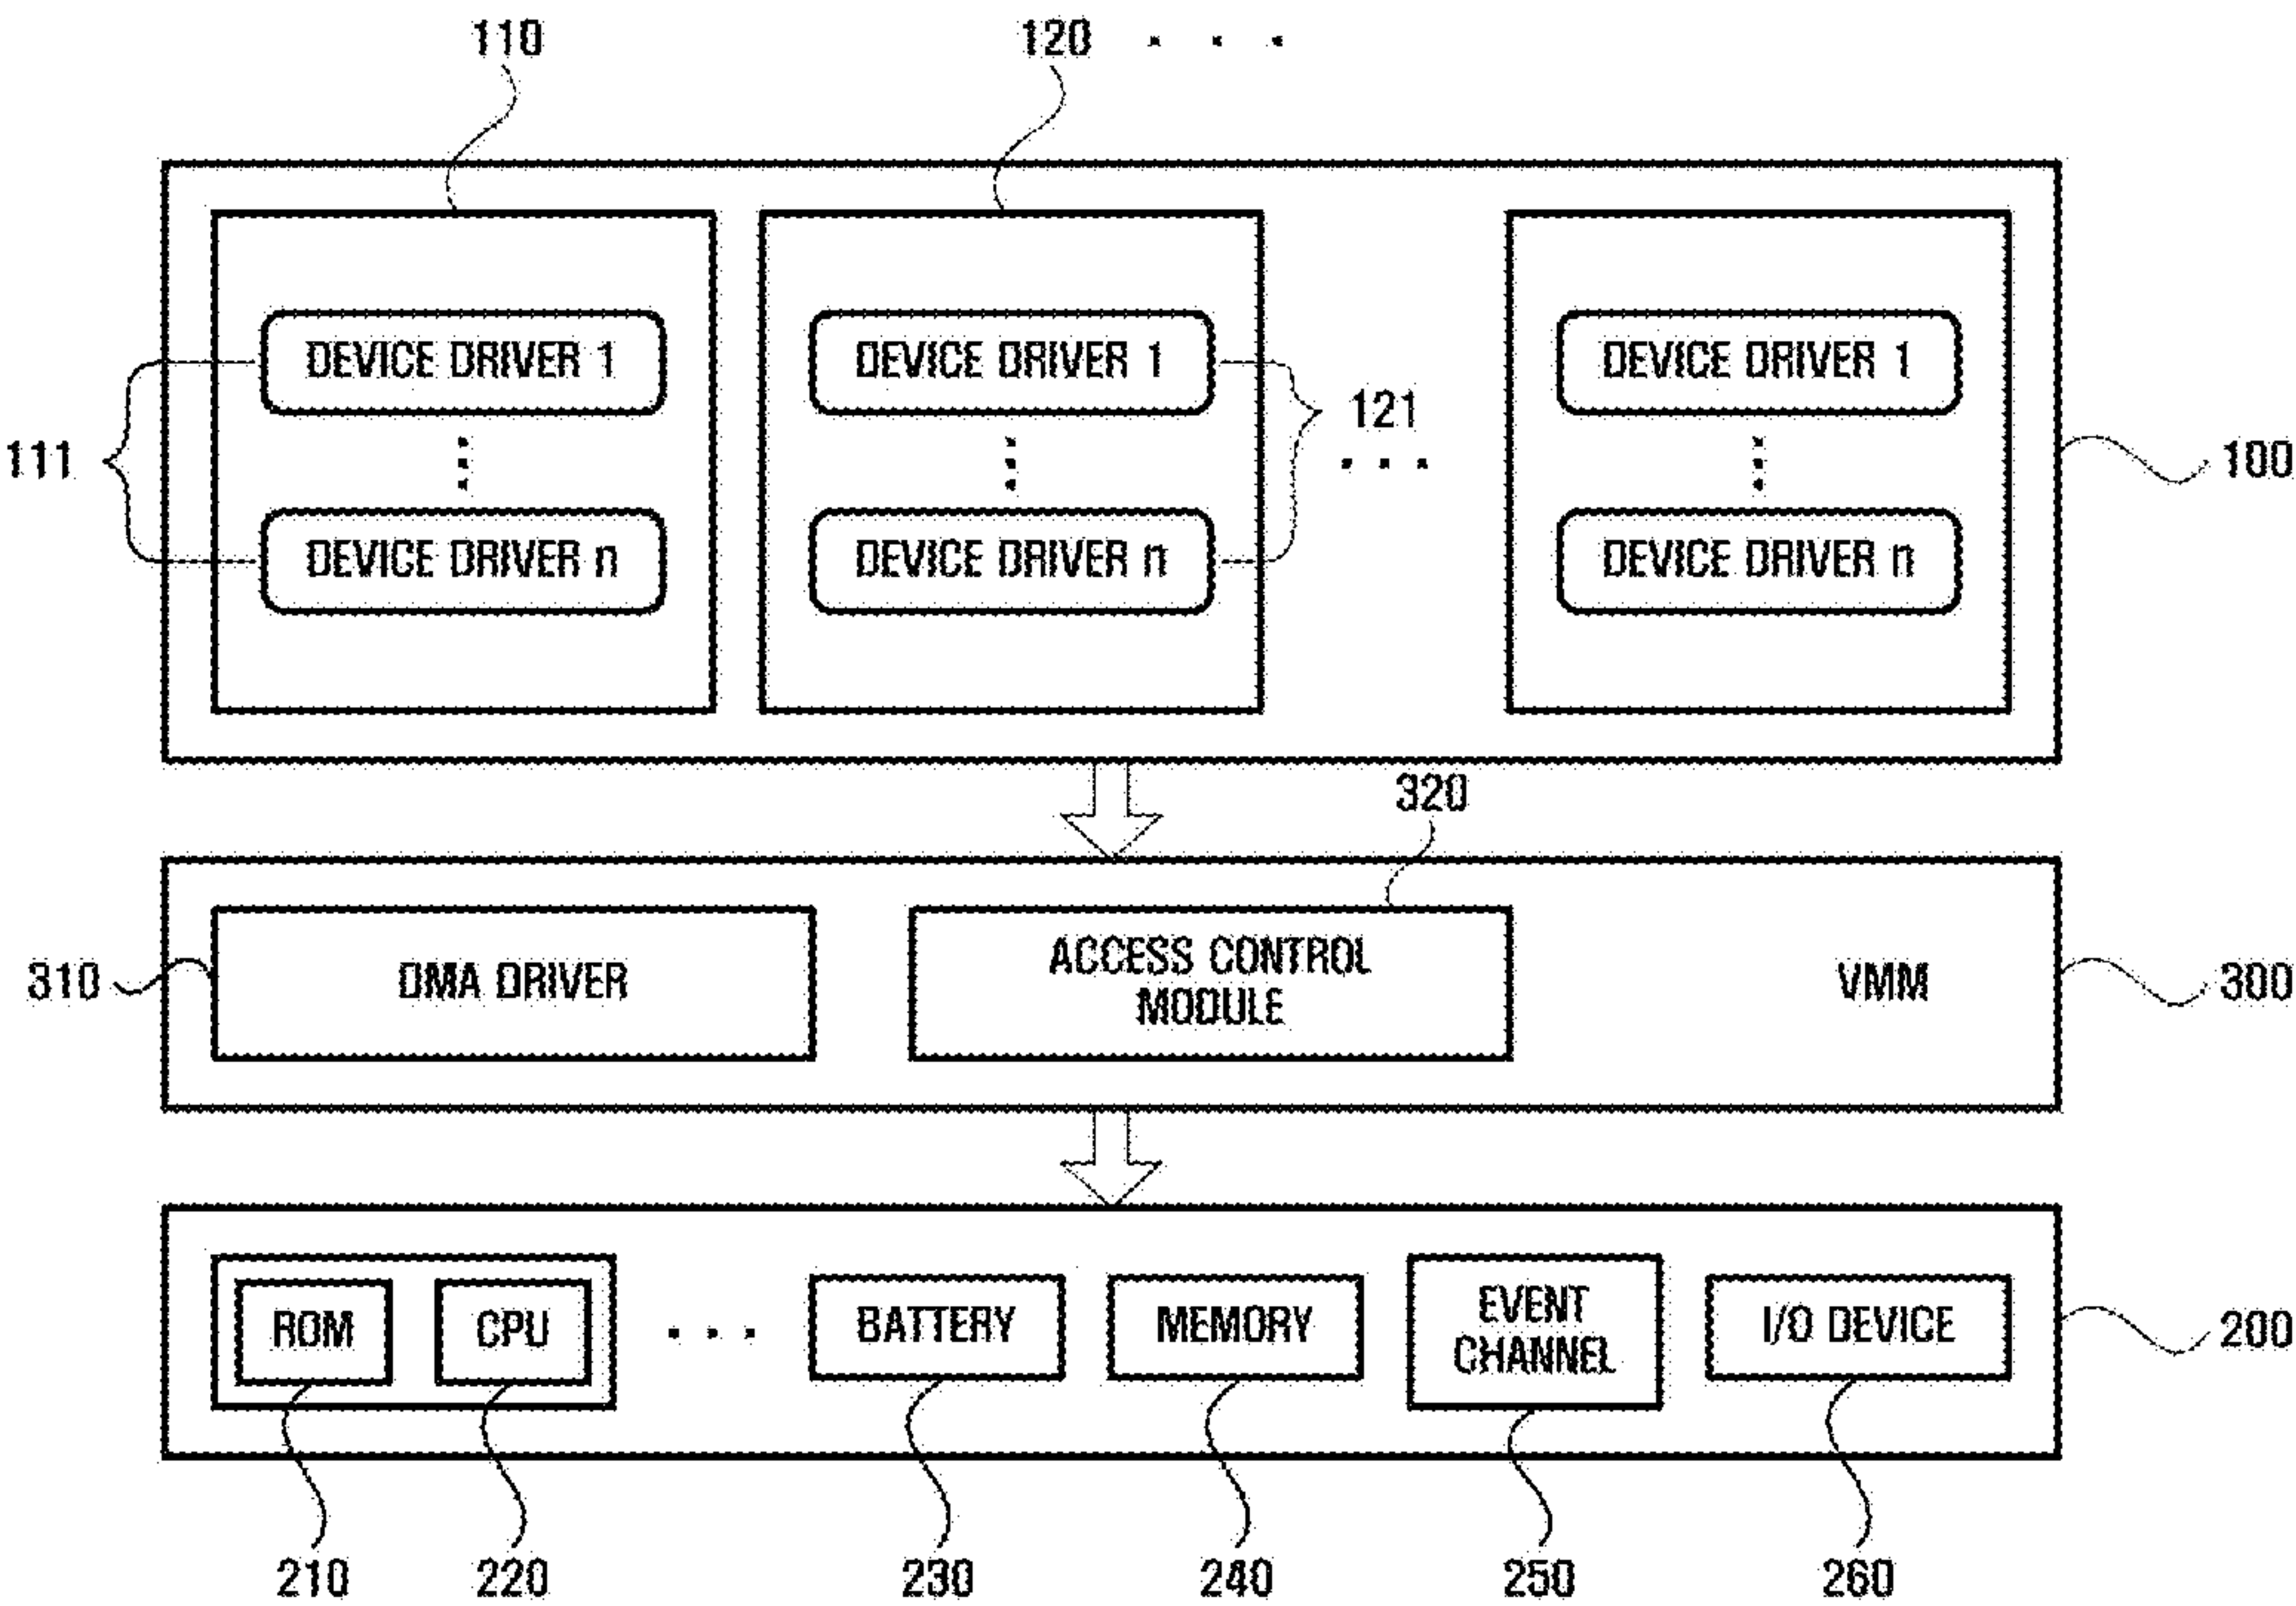 110
120 . . .
DEVICE DRIVER 1
DEVICE DRIVER 1
DEVICE DRIVER 1
111
121
. . .
100
DEVICE DRIVER n
DEVICE DRIVER n
DEVICE DRIVER n
320
310
DMA DRIVER
ACCESS CONTROL
MODULE
VMM
300
ROM
CPU
. . .
BATTERY
MEMORY
EVENT
CHANNEL
I/O DEVICE
200
210
220
230
240
250
260